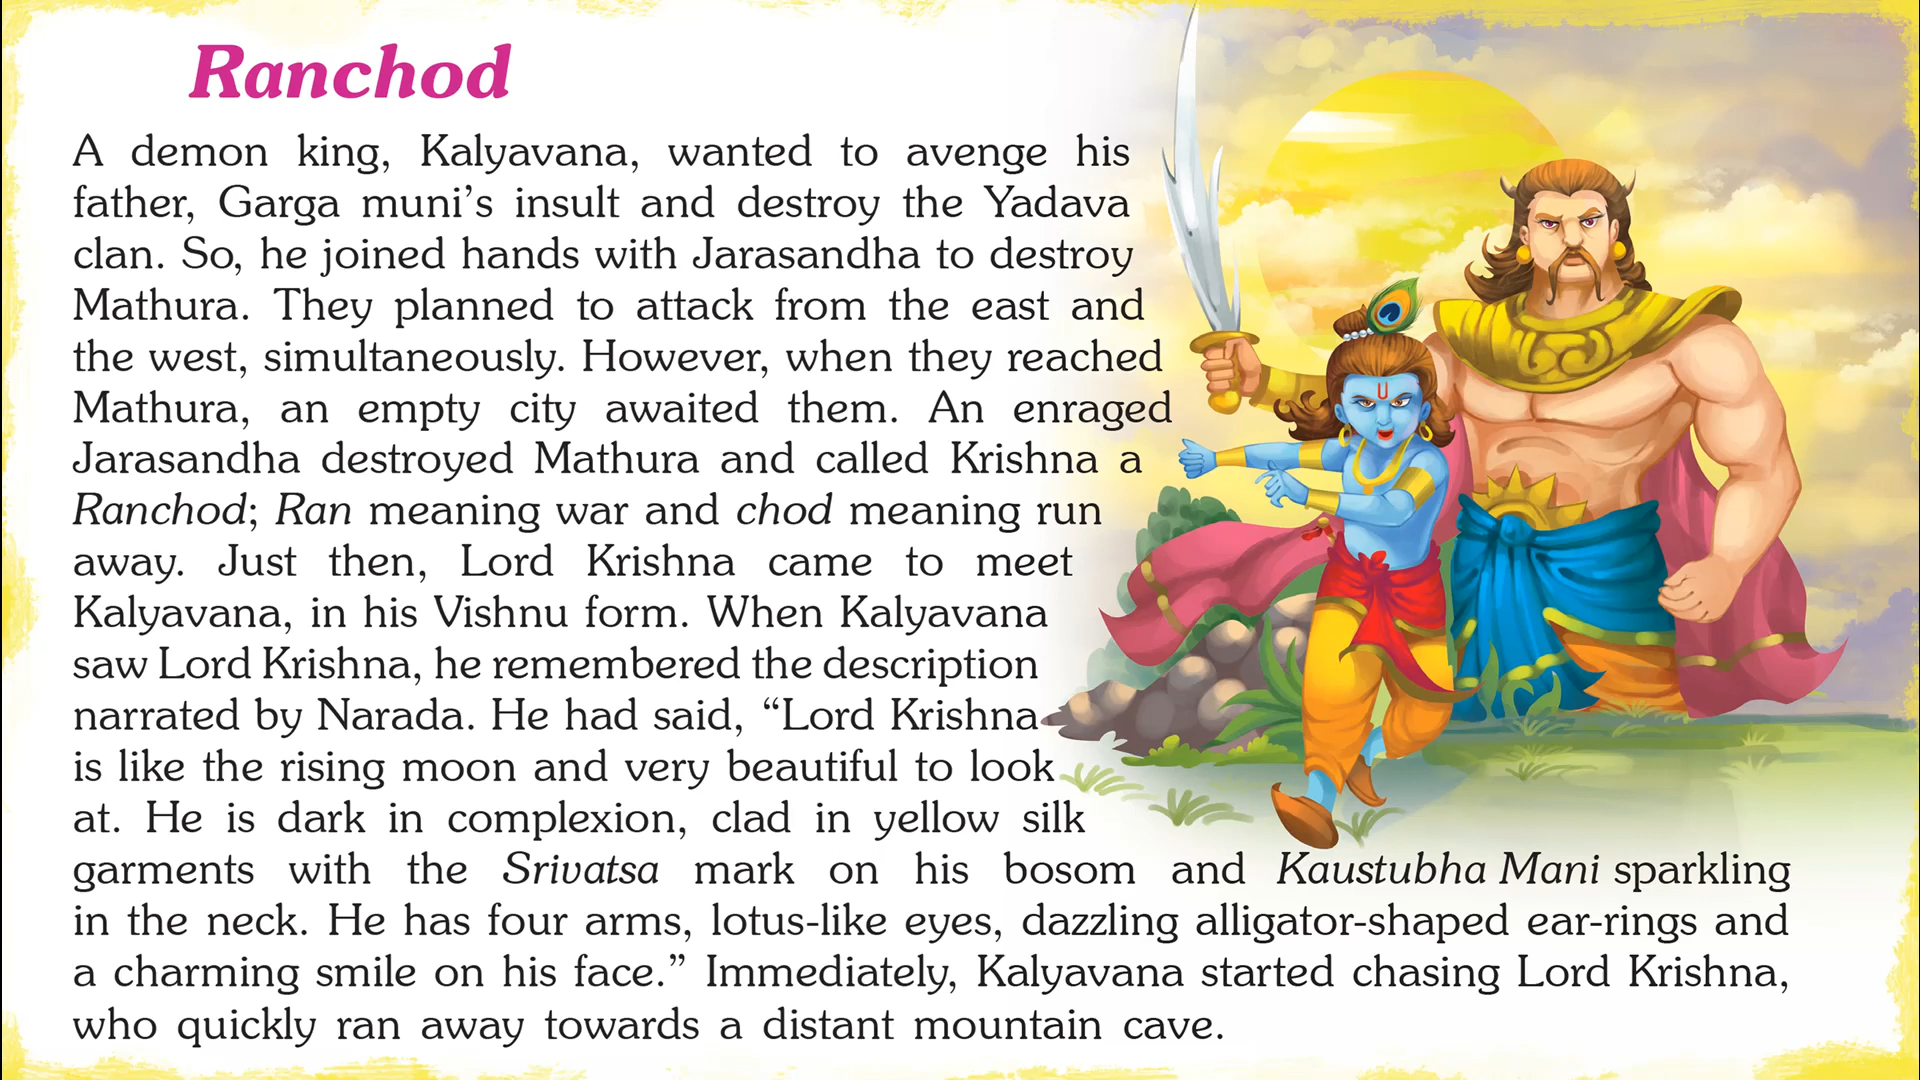 Ranchod
A demon king, Kalyavana, wanted to avenge his
father, Garga muni’s insult and destroy the Yadava
clan. So, he joined hands with Jarasandha to destroy
Mathura. They planned to attack from the east and
the west, simultaneously. However, when they reached
Mathura, an empty city awaited them. An enraged
Jarasandha destroyed Mathura and called Krishna a
Ranchod; Ran meaning war and chod meaning run
away. Just then, Lord Krishna came to meet
Kalyavana, in his Vishnu form. When Kalyavana
saw Lord Krishna, he remembered the description
narrated by Narada. He had said, “Lord Krishna
is like the rising moon and very beautiful to look
at. He is dark in complexion, clad in yellow silk
garments with the Srivatsa mark on his bosom and Kaustubha Mani sparkling
in the neck. He has four arms, lotus-like eyes, dazzling alligator-shaped ear-rings and
a charming smile on his face.” Immediately, Kalyavana started chasing Lord Krishna,
who quickly ran away towards a distant mountain cave.